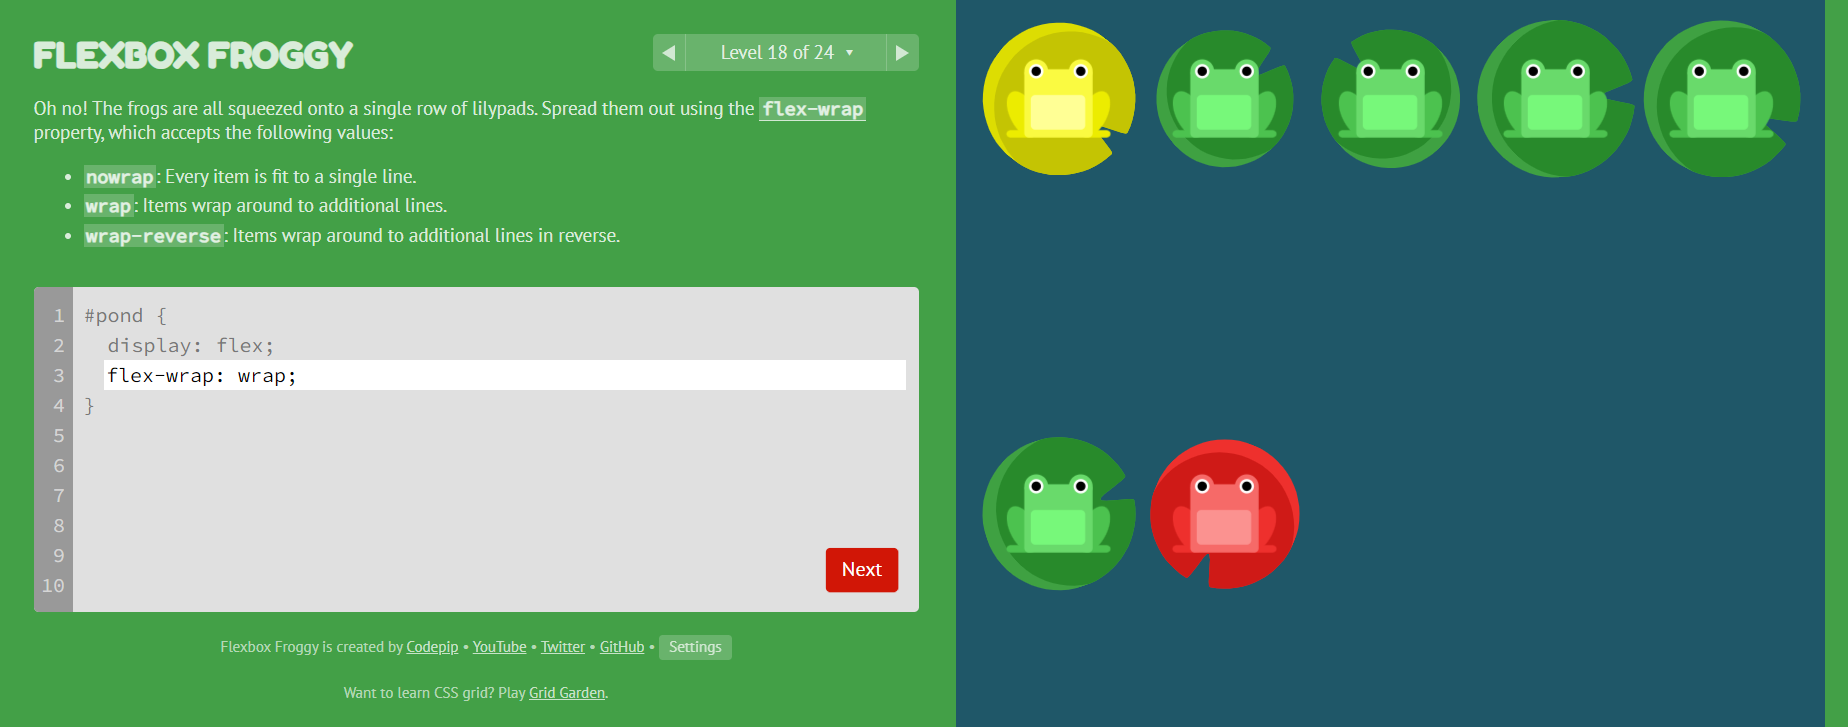 FLEXBOX FROGGY
Level 18 of 24
Oh no! The frogs are all squeezed onto a single row of lilypads. Spread them out using the flex-wrap
property, which accepts the following values:
• nowrap: Every item is fit to a single line.
• wrap: Items wrap around to additional lines.
• wrap-reverse: Items wrap around to additional lines in reverse.
1 #pond {
2 display: flex;
3 flex-wrap: wrap;
4 }
5
6
7
8
9
10
Next
Flexbox Froggy is created by Codepip • YouTube • Twitter • GitHub • Settings
Want to learn CSS grid? Play Grid Garden.